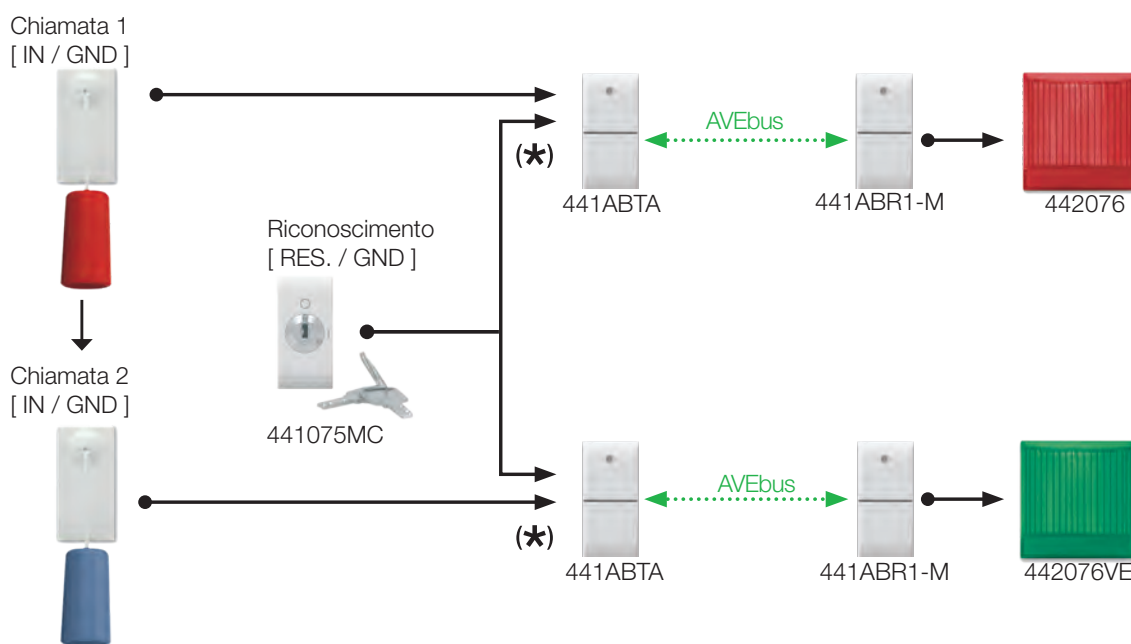 Chiamata 1
[ IN / GND ]
AVEbus
(*)
441ABTA
441ABR1-M
442076
Riconoscimento
[ RES. / GND ]
441075MC
Chiamata 2
[ IN / GND ]
AVEbus
(*)
441ABTA
441ABR1-M
442076VE